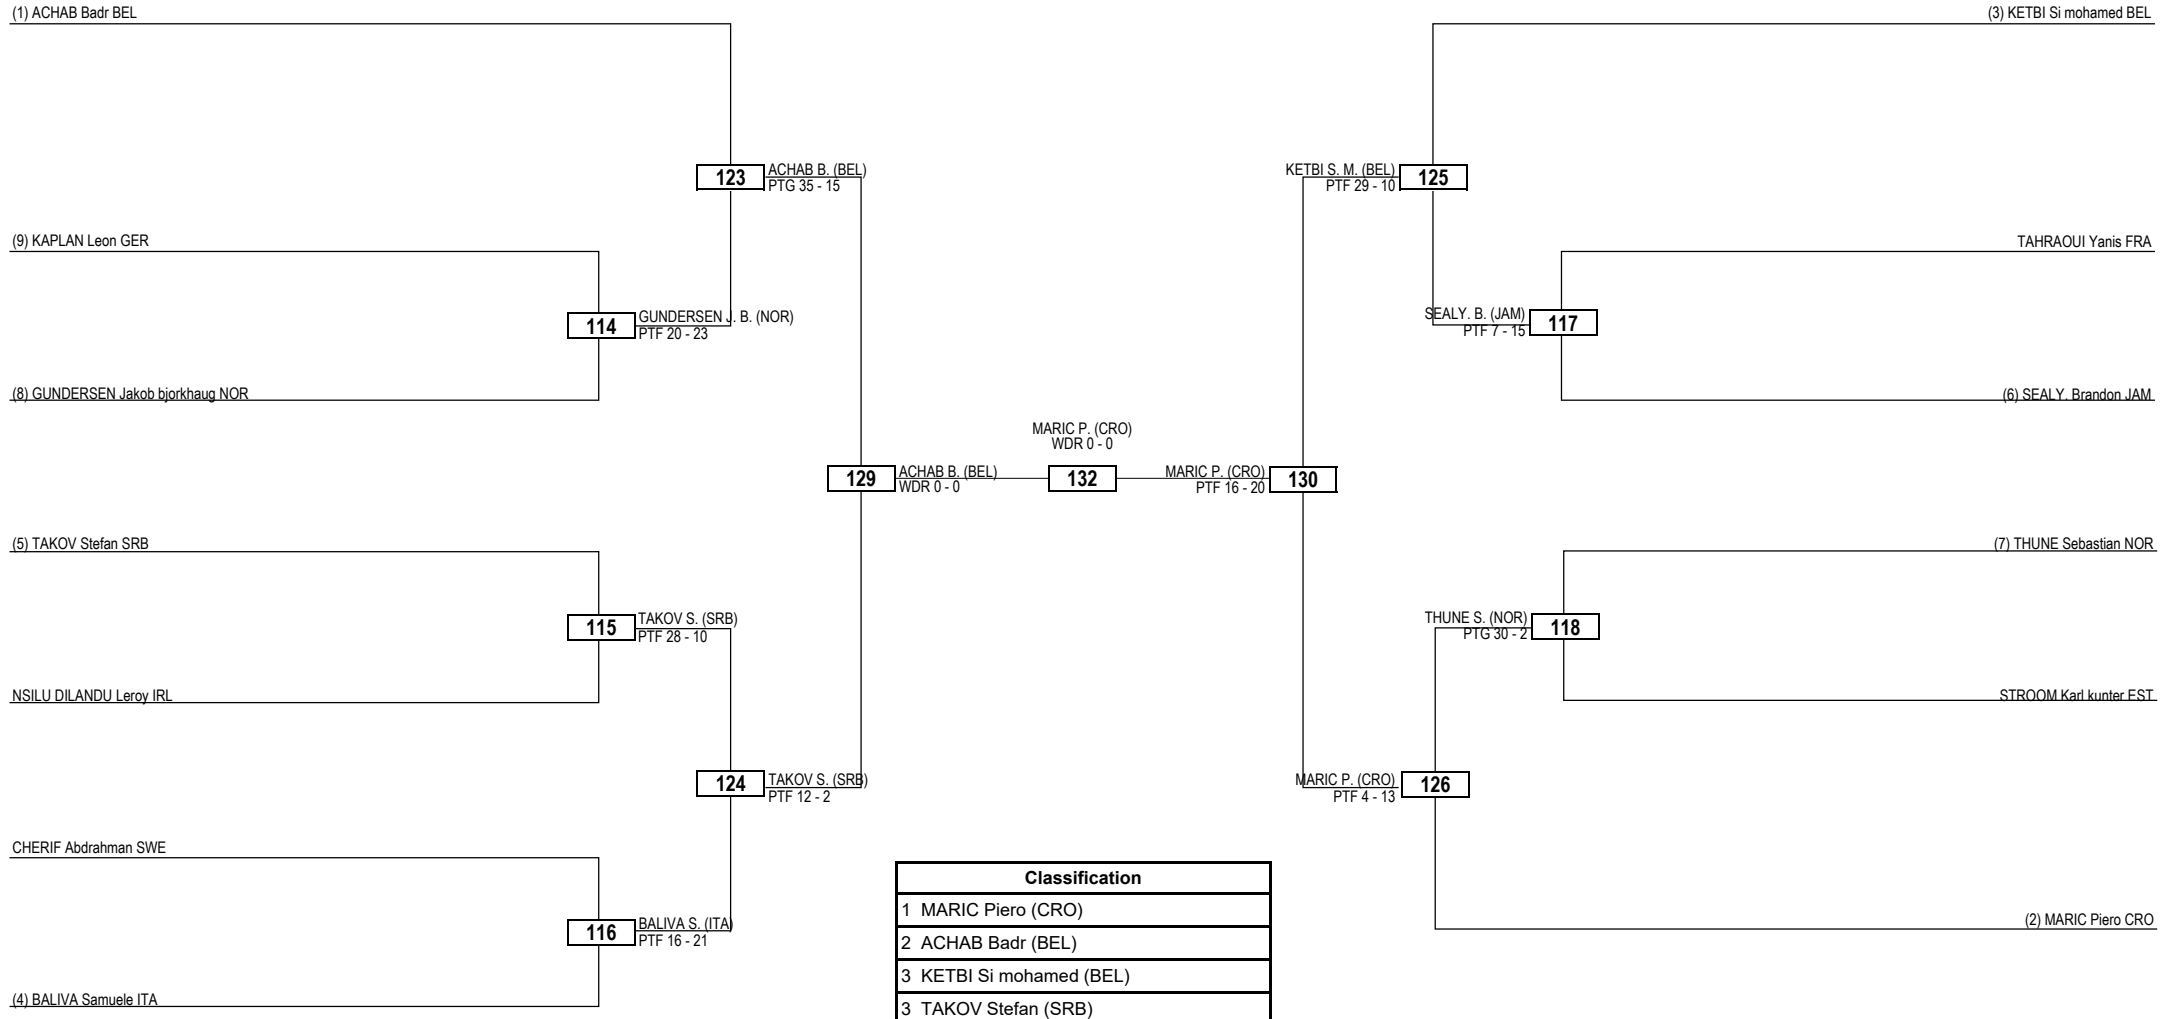 (1) ACHAB Badr BEL
(3) KETBI Si mohamed BEL
123
ACHAB B. (BEL)
PTG 35 - 15
KETBI S. M. (BEL)
PTF 29 - 10
125
(9) KAPLAN Leon GER
TAHRAOUI Yanis FRA
114
GUNDERSEN J. B. (NOR)
PTF 20 - 23
SEALY. B. (JAM)
PTF 7 - 15
117
(8) GUNDERSEN Jakob bjorkhaug NOR
(6) SEALY. Brandon JAM
MARIC P. (CRO)
WDR 0 - 0
129
ACHAB B. (BEL)
WDR 0 - 0
132
MARIC P. (CRO)
PTF 16 - 20
130
(5) TAKOV Stefan SRB
(7) THUNE Sebastian NOR
115
TAKOV S. (SRB)
PTF 28 - 10
THUNE S. (NOR)
PTG 30 - 2
118
NSILU DILANDU Leroy IRL
STROOM Karl kunter EST
124
TAKOV S. (SRB)
PTF 12 - 2
MARIC P. (CRO)
PTF 4 - 13
126
CHERIF Abdrahman SWE
116
BALIVA S. (ITA)
PTF 16 - 21
(2) MARIC Piero CRO
(4) BALIVA Samuele ITA
Classification
1 MARIC Piero (CRO)
2 ACHAB Badr (BEL)
3 KETBI Si mohamed (BEL)
3 TAKOV Stefan (SRB)